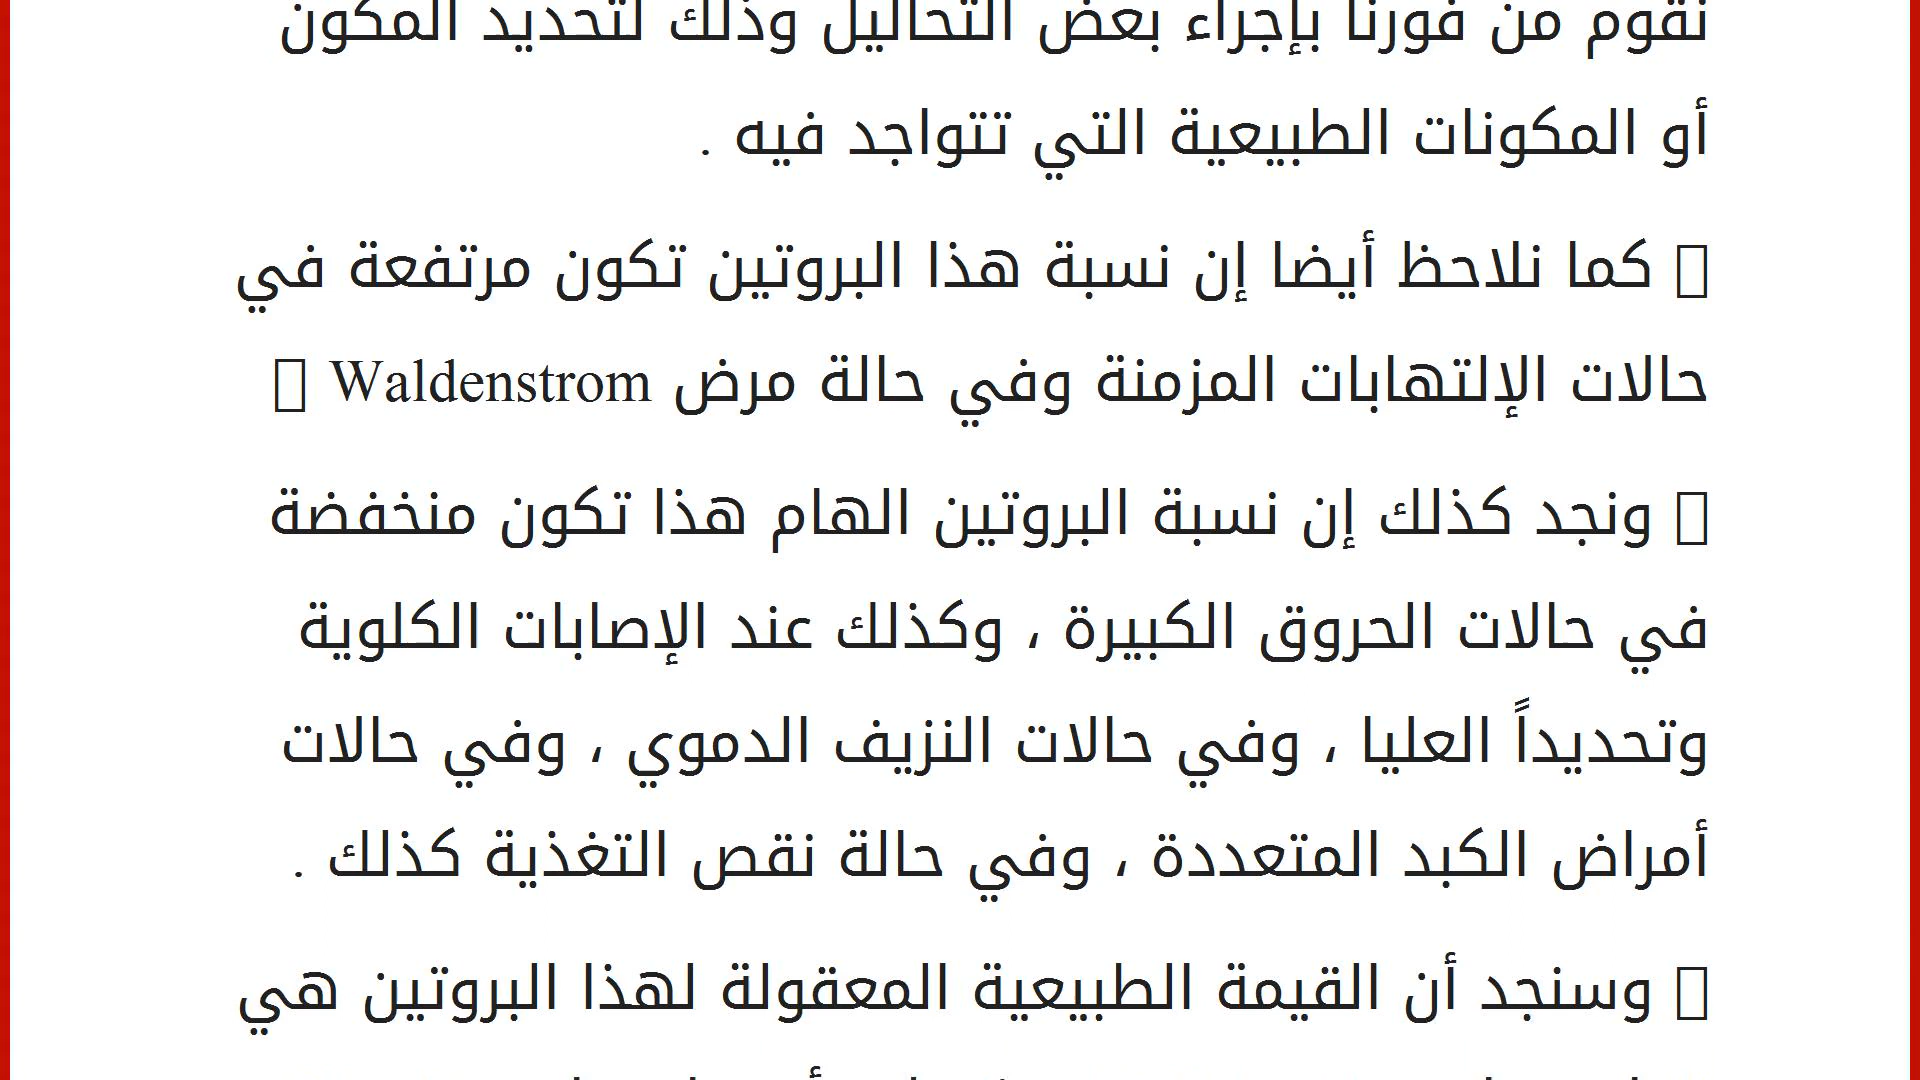 نقوم من فورنا بإجراء بعض التحاليل وذلك لتحديد المكون
أو المكونات الطبيعية التي تتواجد فيه .
كما نلاحظ أيضا إن نسبة هذا البروتين تكون مرتفعة في
حالات الإلتهابات المزمنة وفي حالة مرض Waldenstrom
ونجد كذلك إن نسبة البروتين الهام هذا تكون منخفضة
في حالات الحروق الكبيرة ، وكذلك عند الإصابات الكلوية
وتحديداً العليا ، وفي حالات النزيف الدموي ، وفي حالات
أمراض الكبد المتعددة ، وفي حالة نقص التغذية كذلك .
وسنجد أن القيمة الطبيعية المعقولة لهذا البروتين هي